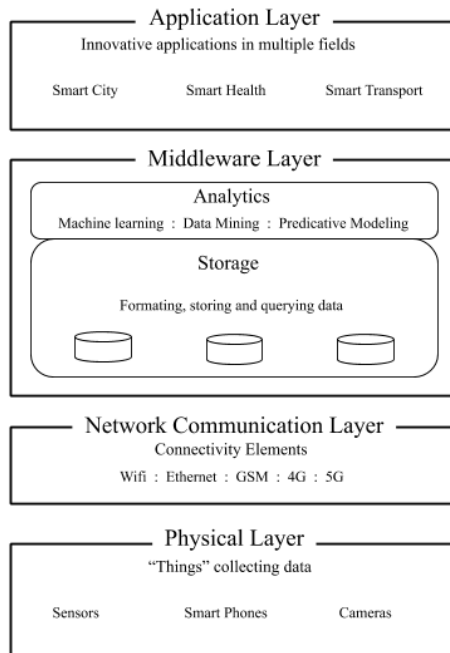 Application Layer
Innovative applications in multiple fields
Smart City Smart Health Smart Transport
Middleware Layer
Analytics
Machine learning : Data Mining : Predicative Modeling
Storage
Formating, storing and querying data
Network Communication Layer
Connectivity Elements
Wifi : Ethernet : GSM : 4G : 5G
Physical Layer
“Things” collecting data
Sensors Smart Phones Cameras